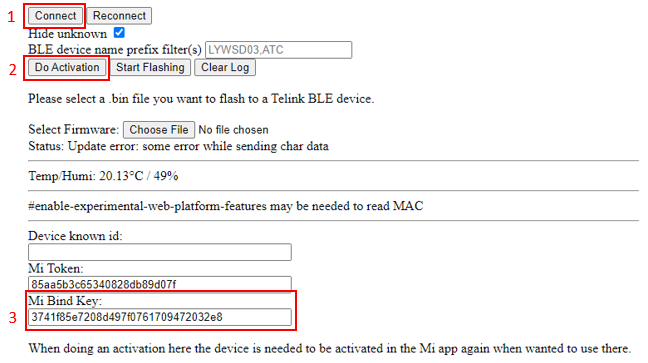 1 Connect Reconnect
Hide unknown
BLE device name prefix filter(s) LYWSD03,ATC
2 Do Activation Start Flashing Clear Log
Please select a .bin file you want to flash to a Telink BLE device.
Select Firmware: Choose File No file chosen
Status: Update error: some error while sending char data
Temp/Humi: 20.13°C / 49%
#enable-experimental-web-platform-features may be needed to read MAC
Device known id:
Mi Token:
85aa5b3c65340828db89d07f
Mi Bind Key:
3 3741f85e7208d497f0761709472032e8
When doing an activation here the device is needed to be activated in the Mi app again when wanted to use there.